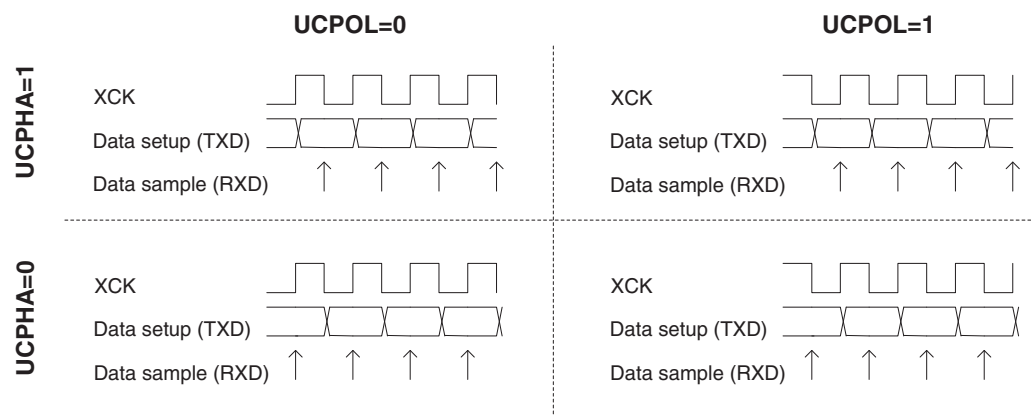 UCPOL=0
UCPOL=1
UCPHA=1
XCK
Data setup (TXD)
Data sample (RXD)
XCK
Data setup (TXD)
Data sample (RXD)
UCPHA=0
XCK
Data setup (TXD)
Data sample (RXD)
XCK
Data setup (TXD)
Data sample (RXD)